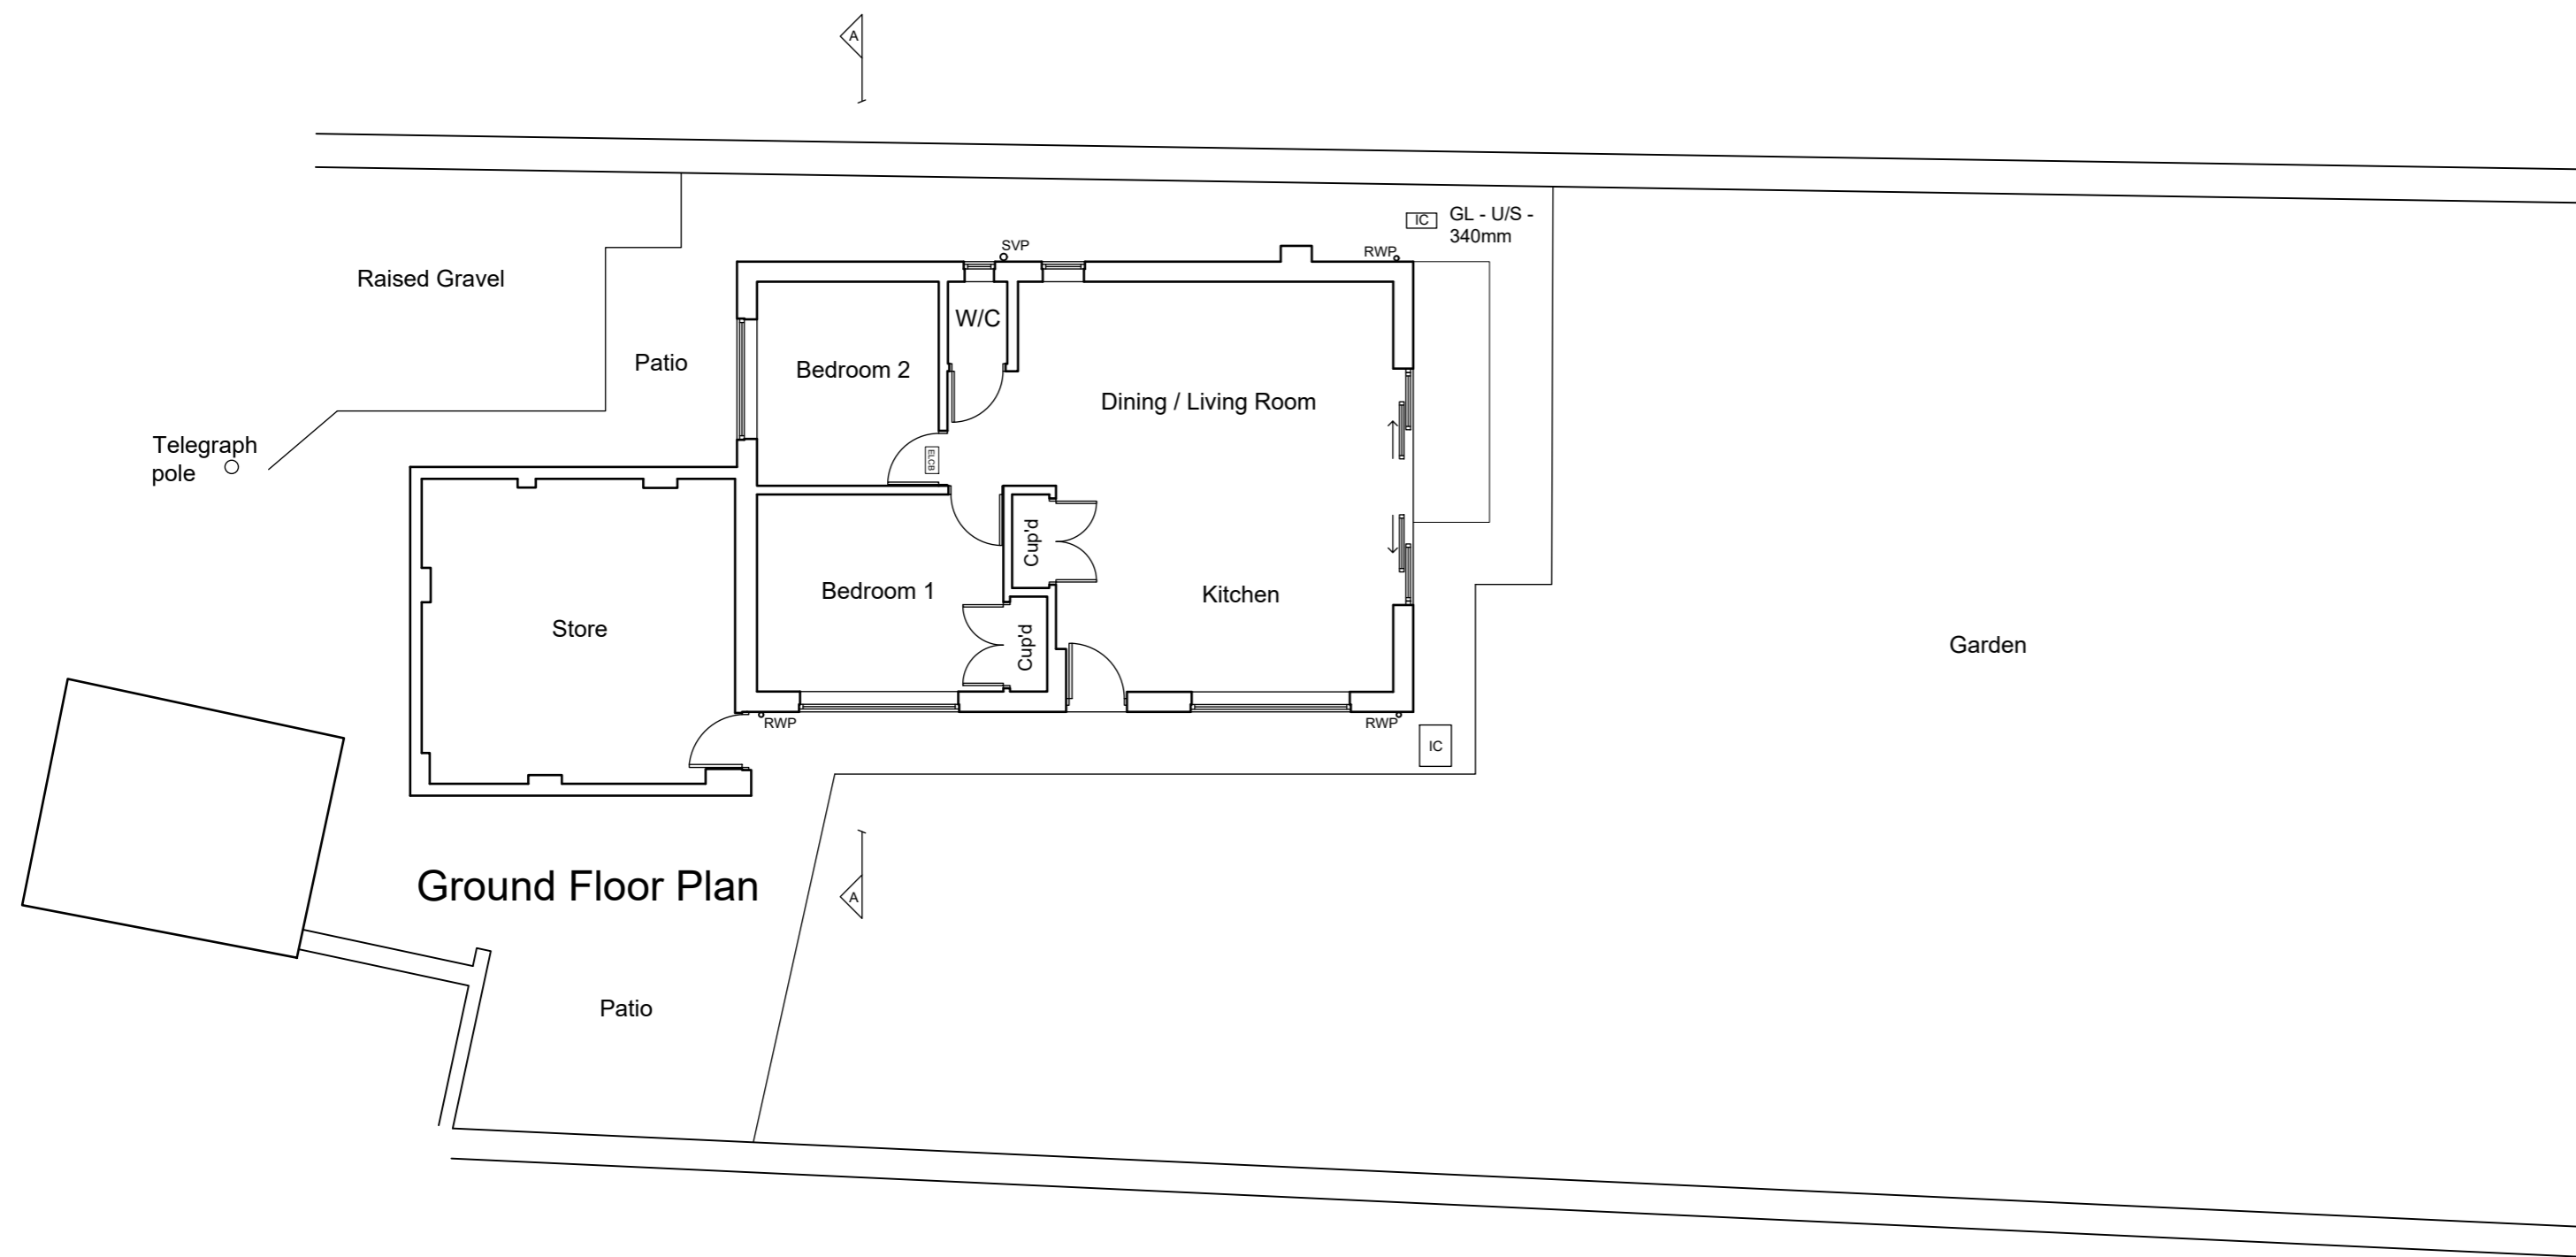 A
GL - U/S -
340mm
IC
SVP
RWP
Raised Gravel
W/C
Patio
Bedroom 2
Dining / Living Room
Telegraph
pole
ELCB
Cup'd
Bedroom 1
Kitchen
Store
Cup'd
Garden
RWP
RWP
IC
Ground Floor Plan
A
Patio